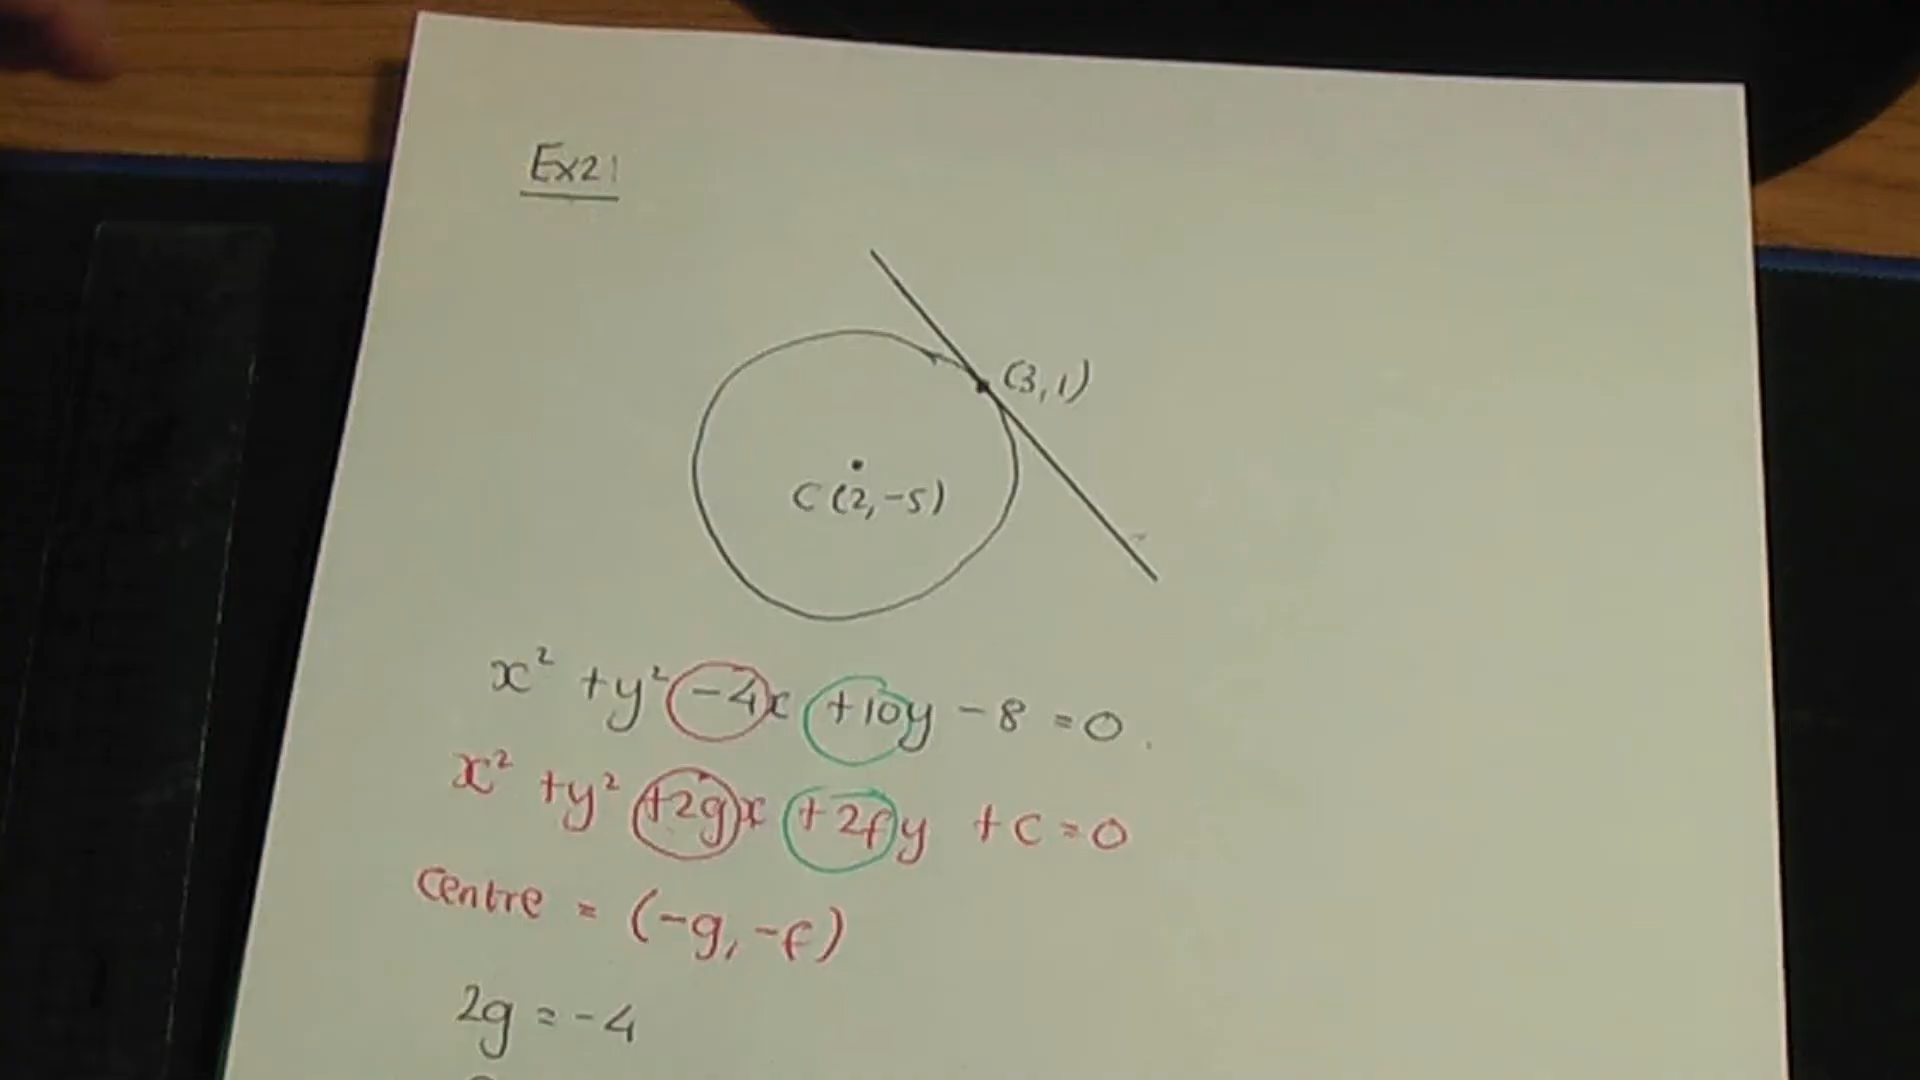 Ex2:
(3,1)
C(2,-5)
x² +y² -4x +10y -8 =0.
x² +y² +2gx +2fy +c=0
Centre = (-g, -f)
2g = -4